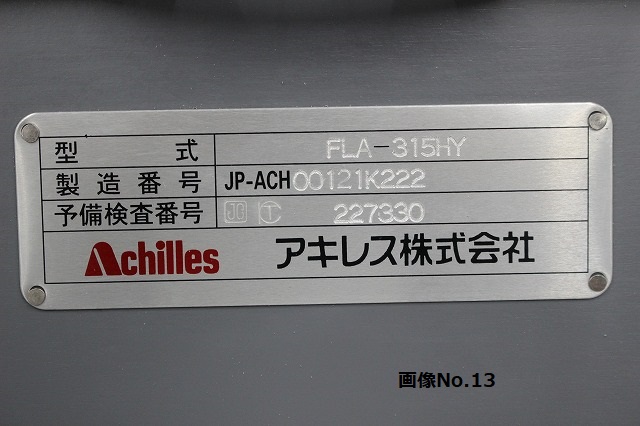 型式 FLA-315HY
製造番号 JP-ACH00121K222
予備検査番号 JCI T 227330
Achilles アキレス株式会社
画像No.13